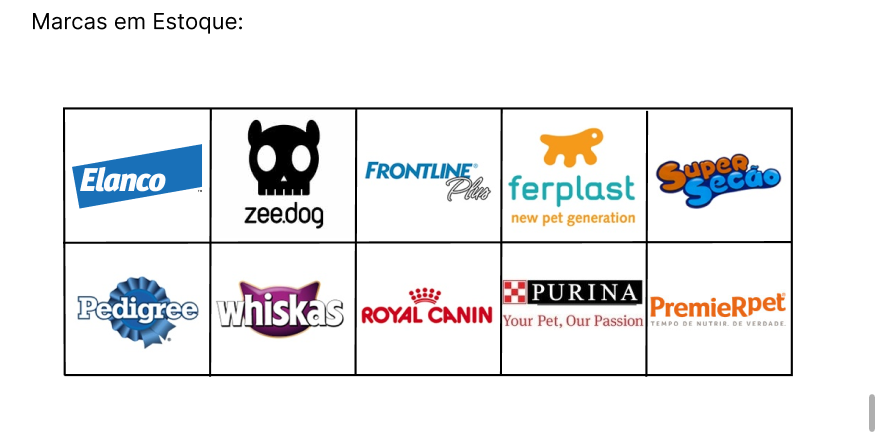 Marcas em Estoque:
Elanco
™
zee.dog
FRONTLINE®
Plus
ferplast
new pet generation
Super
Secão
Pedigree®
whiskas
ROYAL CANIN
PURINA
Your Pet, Our Passion
PremieRpet®
TEMPO DE NUTRIR. DE VERDADE.